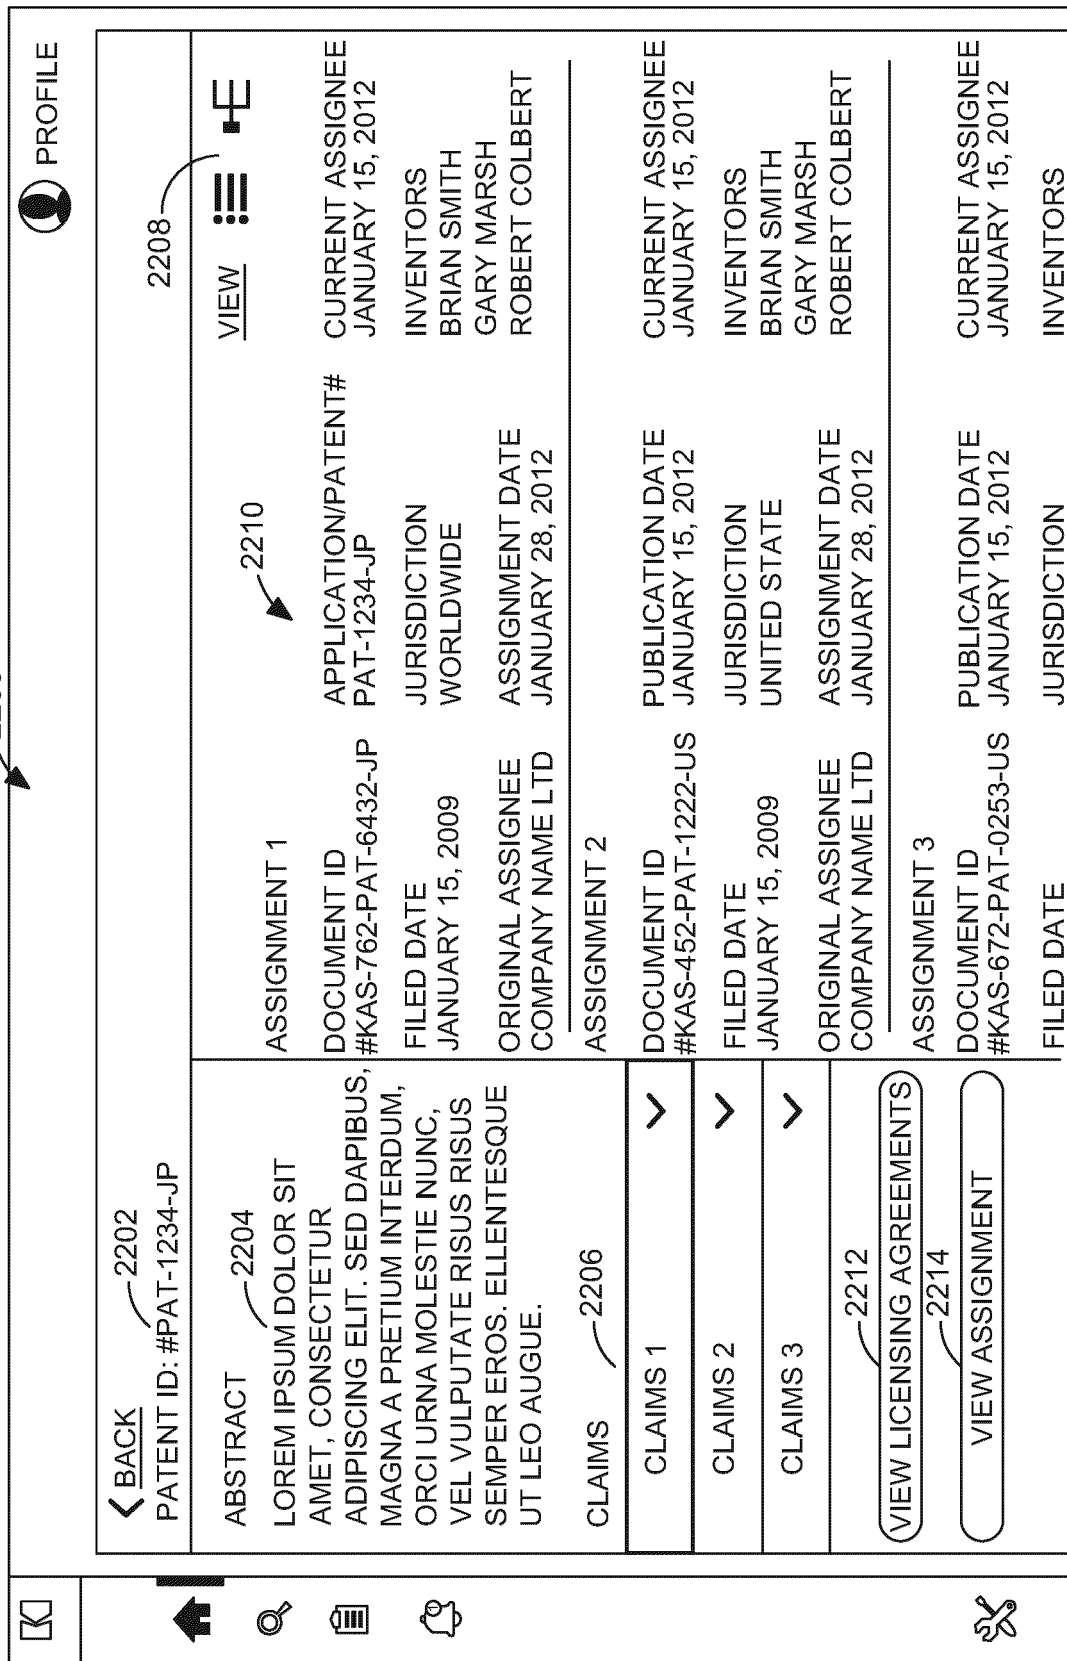 PROFILE
BACK
2202
PATENT ID: #PAT-1234-JP
ABSTRACT
2204
LOREM IPSUM DOLOR SIT
AMET, CONSECTETUR
ADIPISCING ELIT. SED DAPIBUS,
MAGNA A PRETIUM INTERDUM,
ORCI URNA MOLESTIE NUNC,
VEL VULPUTATE RISUS RISUS
SEMPER EROS. ELLENTESQUE
UT LEO AUGUE.
CLAIMS
2206
CLAIMS 1
CLAIMS 2
CLAIMS 3
2212
VIEW LICENSING AGREEMENTS
2214
VIEW ASSIGNMENT
2208
VIEW
2210
ASSIGNMENT 1
DOCUMENT ID
#KAS-762-PAT-6432-JP
APPLICATION/PATENT#
PAT-1234-JP
CURRENT ASSIGNEE
JANUARY 15, 2012
FILED DATE
JANUARY 15, 2009
JURISDICTION
WORLDWIDE
INVENTORS
BRIAN SMITH
GARY MARSH
ROBERT COLBERT
ORIGINAL ASSIGNEE
COMPANY NAME LTD
ASSIGNMENT DATE
JANUARY 28, 2012
ASSIGNMENT 2
DOCUMENT ID
#KAS-452-PAT-1222-US
PUBLICATION DATE
JANUARY 15, 2012
CURRENT ASSIGNEE
JANUARY 15, 2012
FILED DATE
JANUARY 15, 2009
JURISDICTION
UNITED STATE
INVENTORS
BRIAN SMITH
GARY MARSH
ROBERT COLBERT
ORIGINAL ASSIGNEE
COMPANY NAME LTD
ASSIGNMENT DATE
JANUARY 28, 2012
ASSIGNMENT 3
DOCUMENT ID
#KAS-672-PAT-0253-US
PUBLICATION DATE
JANUARY 15, 2012
CURRENT ASSIGNEE
JANUARY 15, 2012
FILED DATE
JURISDICTION
INVENTORS